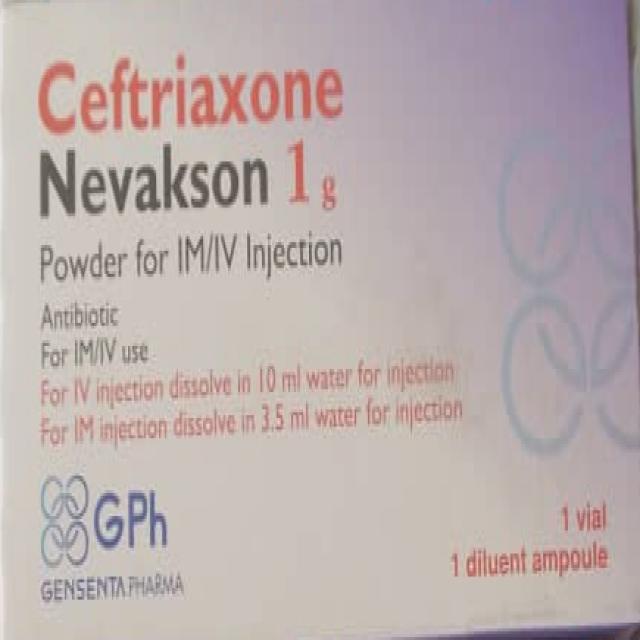 Ceftriaxone
Nevakson 1 g
Powder for IM/IV Injection
Antibiotic
For IM/IV use
For IV injection dissolve in 10 ml water for injection
For IM injection dissolve in 3.5 ml water for injection
GPh
GENSENTA PHARMA
1 vial
1 diluent ampoule